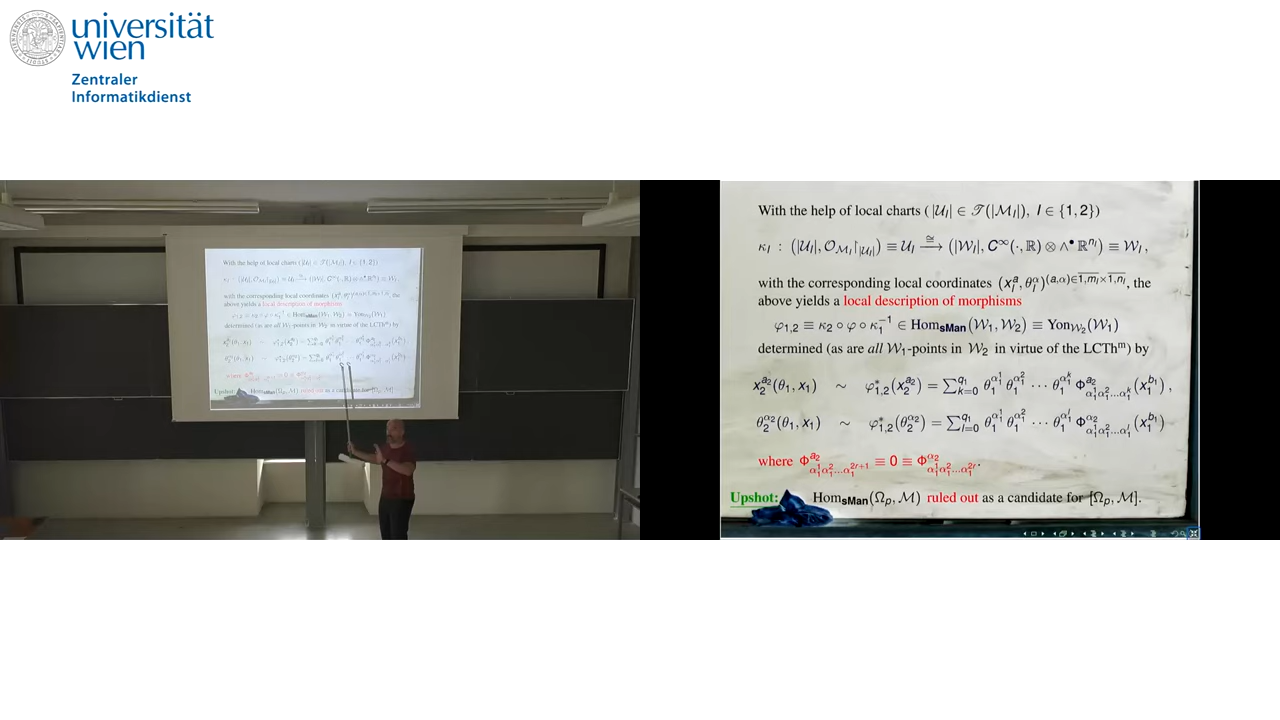 universität
wien
Zentraler
Informatikdienst
With the help of local charts ( |𝒰_I| ∈ 𝒯(|ℳ_I|), I ∈ {1, 2})
κ_I : (|𝒰_I|, 𝒪_{ℳ_I}↾_{|𝒰_I|}) ≡ 𝒰_I ≅⟶ (|𝒲_I|, C^∞(·, ℝ) ⊗ ∧^• ℝ^{n_I}) ≡ 𝒲_I ,
with the corresponding local coordinates (x_I^a, θ_I^α)^{(a,α)∈\overline{1,m_I}×\overline{1,n_I}}, the
above yields a local description of morphisms
φ_{1,2} ≡ κ_2 ∘ φ ∘ κ_1^{−1} ∈ Hom_{sMan}(𝒲_1, 𝒲_2) ≡ Yon_{𝒲_2}(𝒲_1)
determined (as are all 𝒲_1-points in 𝒲_2 in virtue of the LCTh^m) by
x_2^{a_2}(θ_1, x_1) ∼ φ_{1,2}^*(x_2^{a_2}) = ∑_{k=0}^{q_1} θ_1^{α_1^1} θ_1^{α_1^2} ⋯ θ_1^{α_1^k} Φ^{a_2}_{α_1^1 α_1^2 … α_1^k}(x_1^{b_1}) ,
θ_2^{α_2}(θ_1, x_1) ∼ φ_{1,2}^*(θ_2^{α_2}) = ∑_{l=0}^{q_1} θ_1^{α_1^1} θ_1^{α_1^2} ⋯ θ_1^{α_1^l} Φ^{α_2}_{α_1^1 α_1^2 … α_1^l}(x_1^{b_1})
where Φ^{a_2}_{α_1^1 α_1^2 … α_1^{2r+1}} ≡ 0 ≡ Φ^{α_2}_{α_1^1 α_1^2 … α_1^{2r}}.
Upshot: Hom_{sMan}(Ω_p, ℳ) ruled out as a candidate for [Ω_p, ℳ].